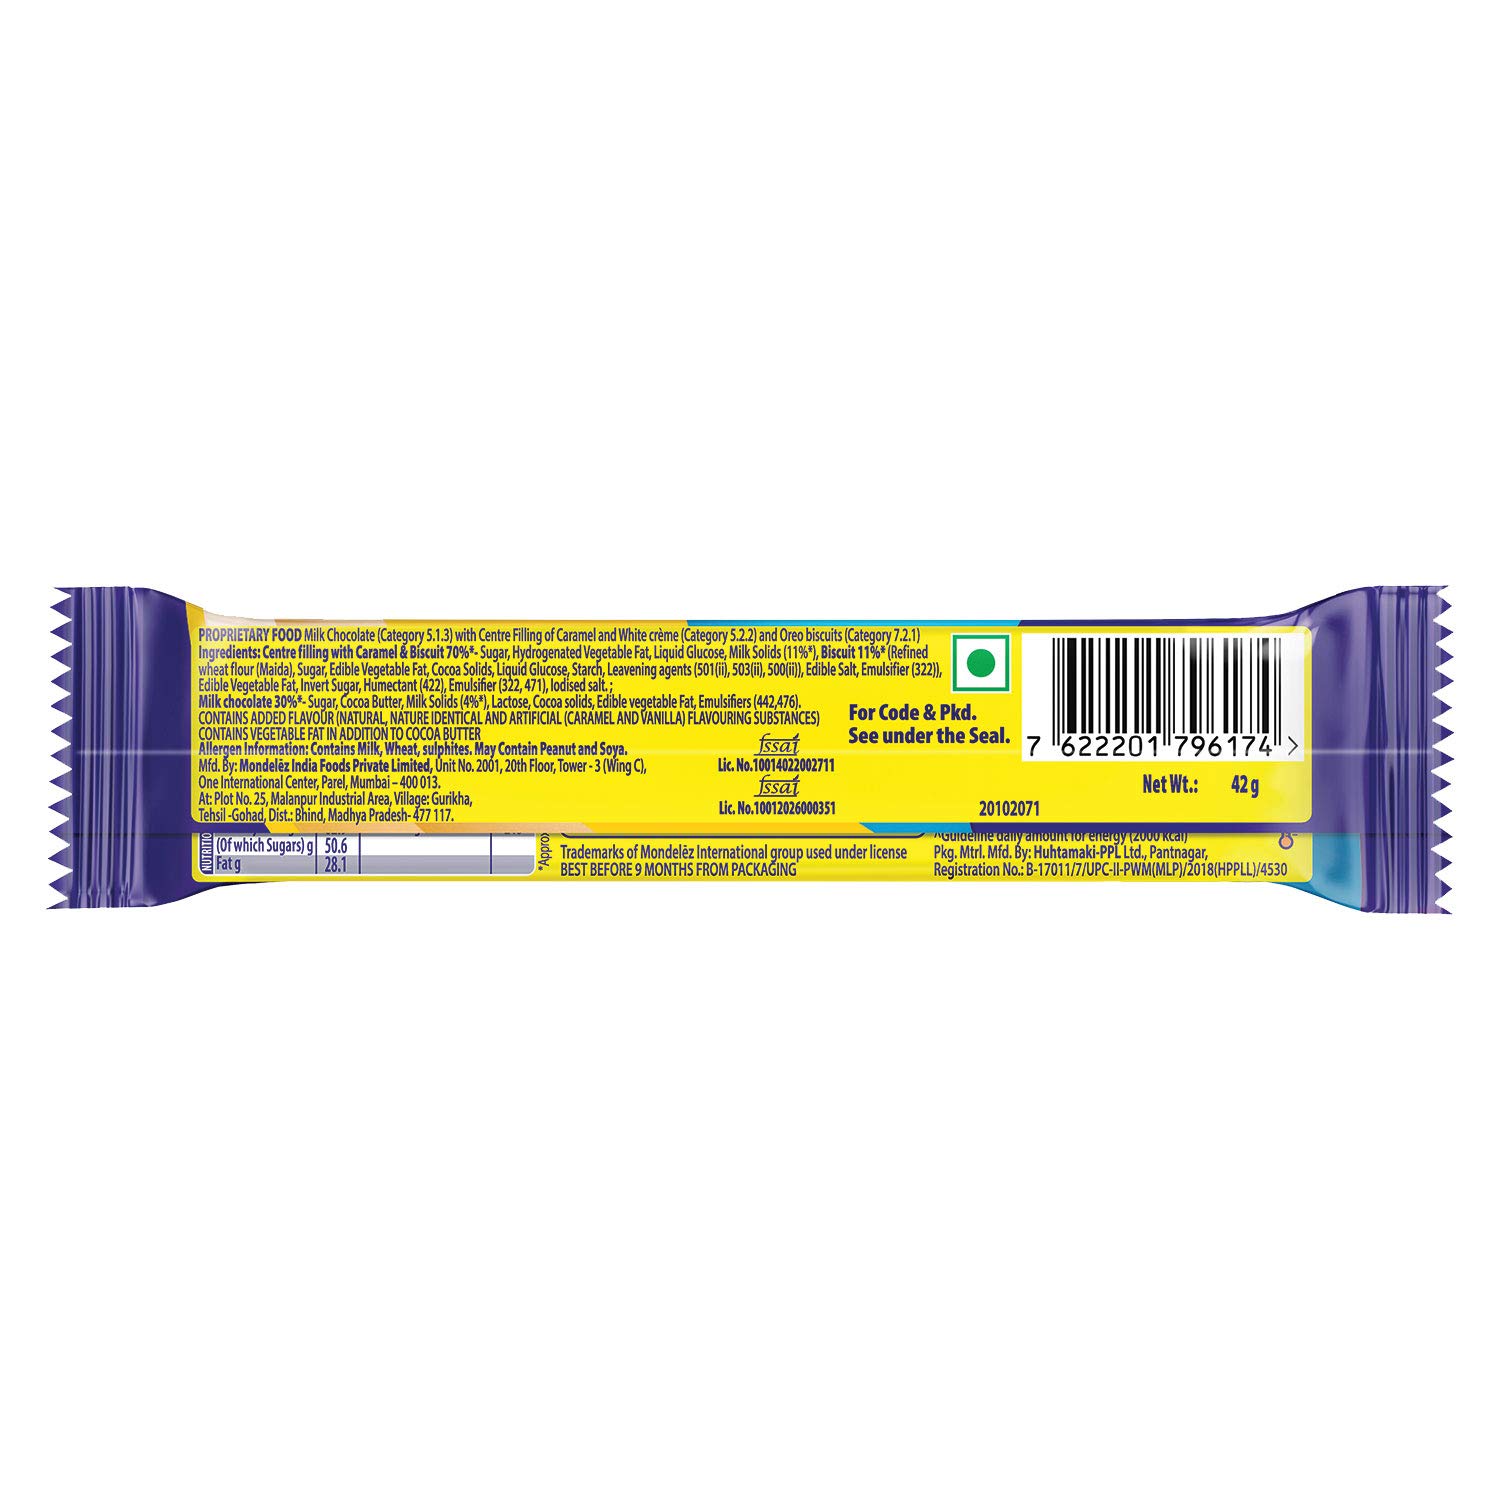 PROPRIETARY FOOD Milk Chocolate (Category 5.1.3) with Centre Filling of Caramel and White crème (Category 5.2.2) and Oreo biscuits (Category 7.2.1)
Ingredients: Centre filling with Caramel & Biscuit 70%*- Sugar, Hydrogenated Vegetable Fat, Liquid Glucose, Milk Solids (11%*), Biscuit 11%* (Refined
wheat flour (Maida), Sugar, Edible Vegetable Fat, Cocoa Solids, Liquid Glucose, Starch, Leavening agents (501(ii), 503(ii), 500(ii)), Edible Salt, Emulsifier (322)),
Edible Vegetable Fat, Invert Sugar, Humectant (422), Emulsifier (322, 471), Iodised salt. ;
Milk chocolate 30%*- Sugar, Cocoa Butter, Milk Solids (4%*), Lactose, Cocoa solids, Edible vegetable Fat, Emulsifiers (442,476).
CONTAINS ADDED FLAVOUR (NATURAL, NATURE IDENTICAL AND ARTIFICIAL (CARAMEL AND VANILLA) FLAVOURING SUBSTANCES)
CONTAINS VEGETABLE FAT IN ADDITION TO COCOA BUTTER
Allergen Information: Contains Milk, Wheat, sulphites. May Contain Peanut and Soya.
Mfd. By: Mondelēz India Foods Private Limited, Unit No. 2001, 20th Floor, Tower - 3 (Wing C),
One International Center, Parel, Mumbai – 400 013.
At: Plot No. 25, Malanpur Industrial Area, Village: Gurikha,
Tehsil -Gohad, Dist.: Bhind, Madhya Pradesh- 477 117.
fssai
Lic. No.10014022002711
fssai
Lic. No.10012026000351
For Code & Pkd.
See under the Seal.
7 622201 796174 >
Net Wt.: 42 g
20102071
(Of which Sugars) g 50.6
Fat g 28.1
*Approx
Trademarks of Mondelēz International group used under license
BEST BEFORE 9 MONTHS FROM PACKAGING
^Guideline daily amount for energy (2000 kcal)
Pkg. Mtrl. Mfd. By: Huhtamaki-PPL Ltd., Pantnagar,
Registration No.: B-17011/7/UPC-II-PWM(MLP)/2018(HPPLL)/4530